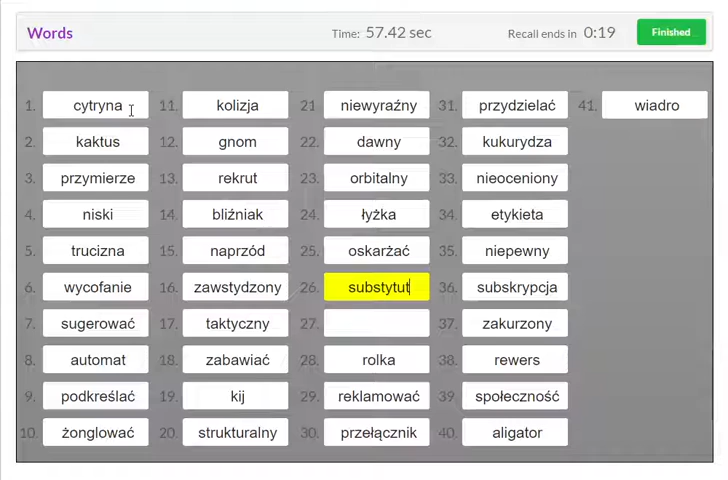 Words Time: 57.42 sec Recall ends in 0:19 Finished
1. cytryna 11. kolizja 21 niewyraźny 31. przydzielać 41. wiadro
2. kaktus 12. gnom 22. dawny 32. kukurydza
3. przymierze 13. rekrut 23. orbitalny 33. nieoceniony
4. niski 14. bliźniak 24. łyżka 34. etykieta
5. trucizna 15. naprzód 25. oskarżać 35. niepewny
6. wycofanie 16. zawstydzony 26. substytut 36. subskrypcja
7. sugerować 17. taktyczny 27. 37. zakurzony
8. automat 18. zabawiać 28. rolka 38. rewers
9. podkreślać 19. kij 29. reklamować 39. społeczność
10. żonglować 20. strukturalny 30. przełącznik 40. aligator